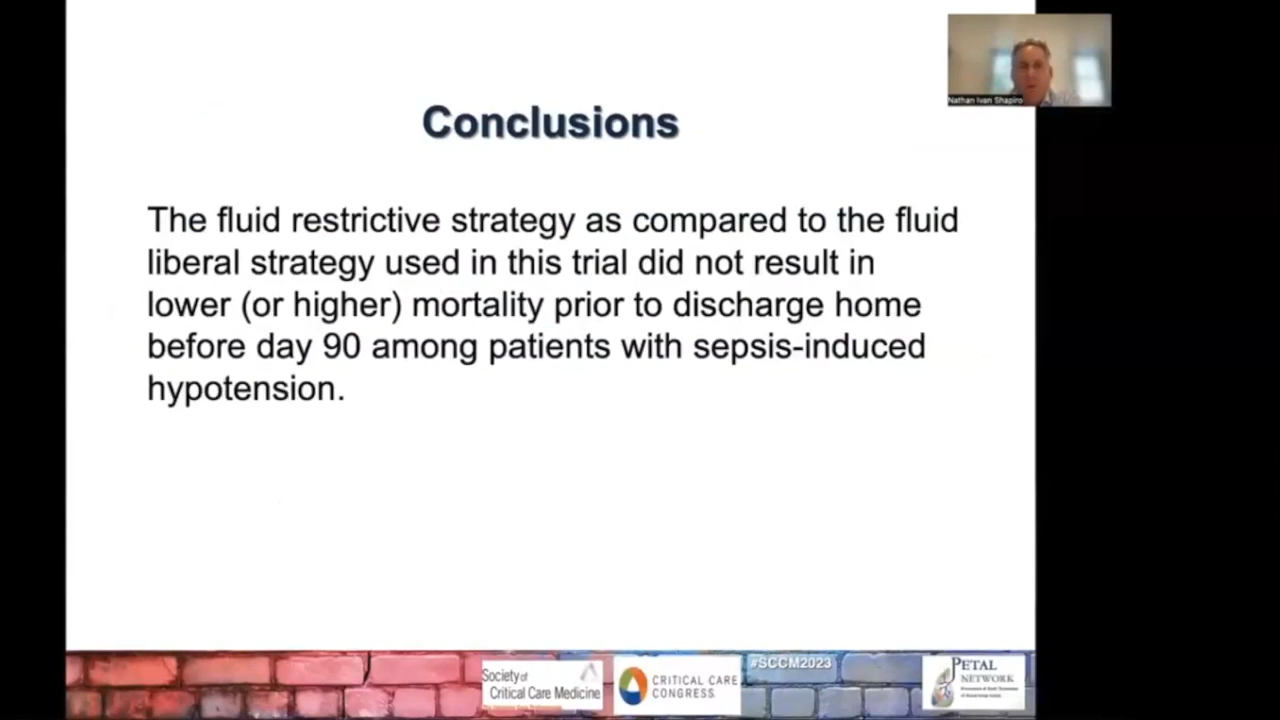 Nathan Ivan Shapiro
Conclusions
The fluid restrictive strategy as compared to the fluid
liberal strategy used in this trial did not result in
lower (or higher) mortality prior to discharge home
before day 90 among patients with sepsis-induced
hypotension.
Society of
Critical Care Medicine
CRITICAL CARE
CONGRESS
#SCCM2023
PETAL
NETWORK